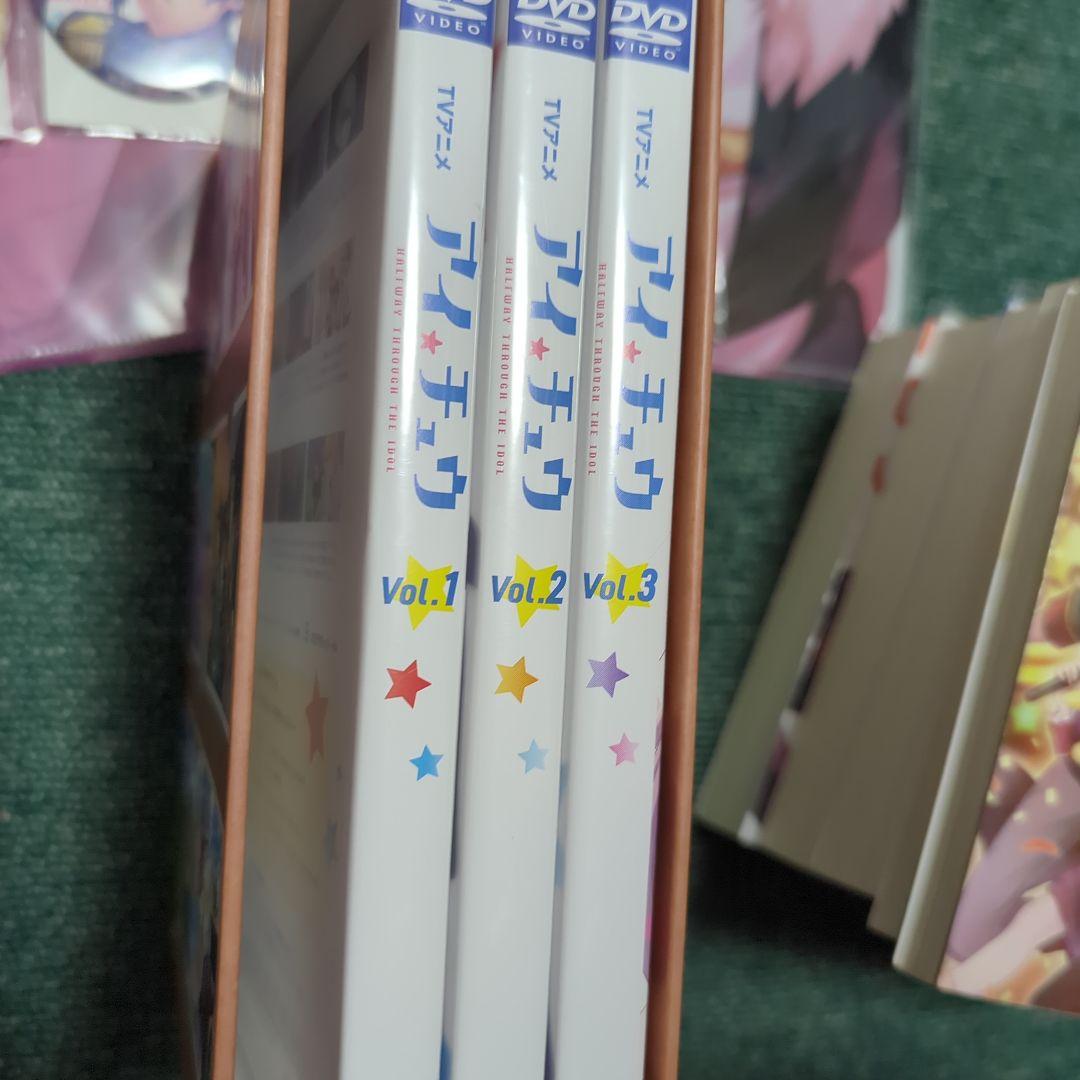 DVD
VIDEO
TVアニメ
アイ★チュウ
HALFWAY THROUGH THE IDOL
Vol.1
DVD
VIDEO
TVアニメ
アイ★チュウ
HALFWAY THROUGH THE IDOL
Vol.2
DVD
VIDEO
TVアニメ
アイ★チュウ
HALFWAY THROUGH THE IDOL
Vol.3